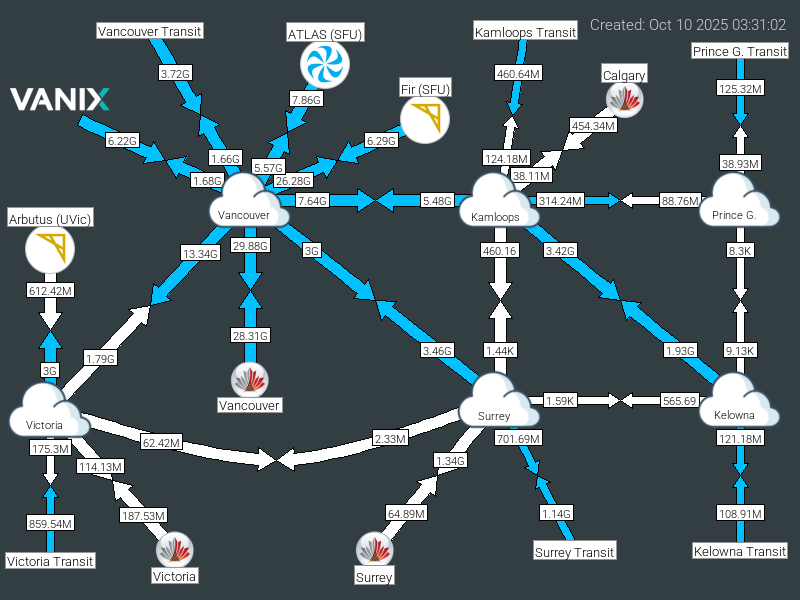 Created: Oct 10 2025 03:31:02
Vancouver Transit
ATLAS (SFU)
Kamloops Transit
Prince G. Transit
3.72G
460.64M
Calgary
125.32M
7.86G
Fir (SFU)
VANIX
454.34M
6.22G
6.29G
1.66G
124.18M
38.93M
5.57G
38.11M
1.68G
26.28G
7.64G
5.48G
314.24M
88.76M
Vancouver
Kamloops
Prince G.
Arbutus (UVic)
13.34G
29.88G
3G
460.16
3.42G
8.3K
612.42M
28.31G
1.79G
3.46G
1.44K
1.93G
9.13K
3G
Vancouver
1.59K
565.69
Victoria
Surrey
Kelowna
62.42M
2.33M
701.69M
121.18M
175.3M
114.13M
1.34G
859.54M
187.53M
64.89M
1.14G
108.91M
Victoria Transit
Victoria
Surrey
Surrey Transit
Kelowna Transit